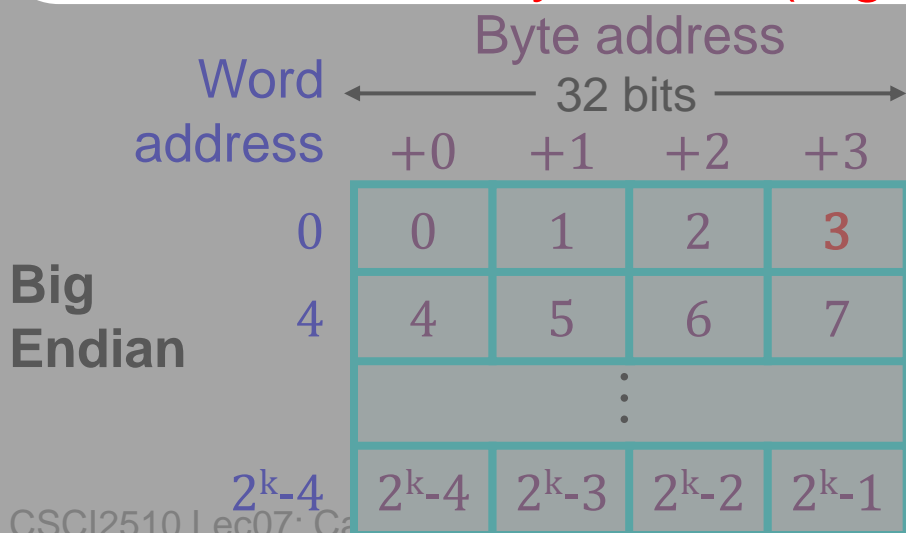 Byte address
Word address
32 bits
+0 +1 +2 +3
0 0 1 2 3
Big Endian
4 4 5 6 7
⋮
2ᵏ-4 2ᵏ-4 2ᵏ-3 2ᵏ-2 2ᵏ-1
CSCI2510 Lec07: